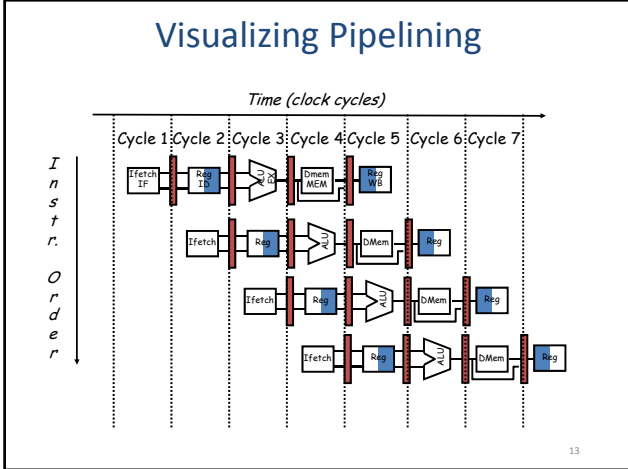 Visualizing Pipelining
Time (clock cycles)
Cycle 1 Cycle 2 Cycle 3 Cycle 4 Cycle 5 Cycle 6 Cycle 7
Instr. Order
Ifetch IF
Reg ID
ALU EX
Dmem MEM
Reg WB
Ifetch
Reg
ALU
DMem
Reg
Ifetch
Reg
ALU
DMem
Reg
Ifetch
Reg
ALU
DMem
Reg
13